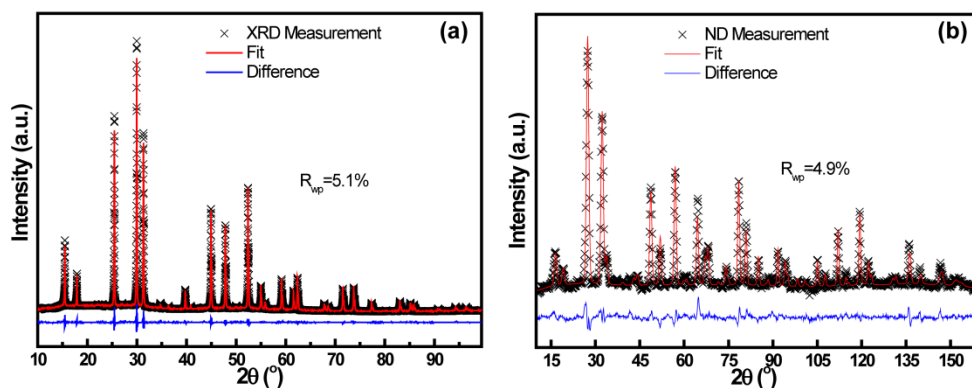 × XRD Measurement
Fit
Difference
(a)
R_wp=5.1%
Intensity (a.u.)
10 20 30 40 50 60 70 80 90
2θ (°)
× ND Measurement
Fit
Difference
(b)
R_wp=4.9%
Intensity (a.u.)
15 30 45 60 75 90 105 120 135 150
2θ (°)